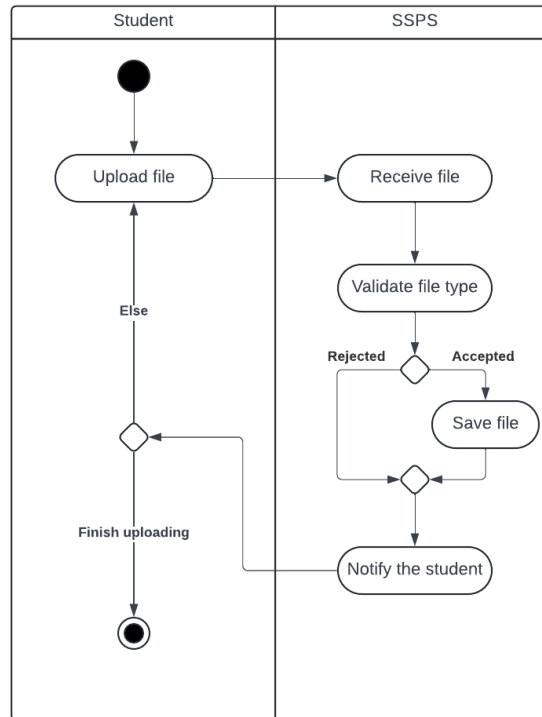 Student
SSPS
Upload file
Receive file
Validate file type
Else
Rejected
Accepted
Save file
Finish uploading
Notify the student